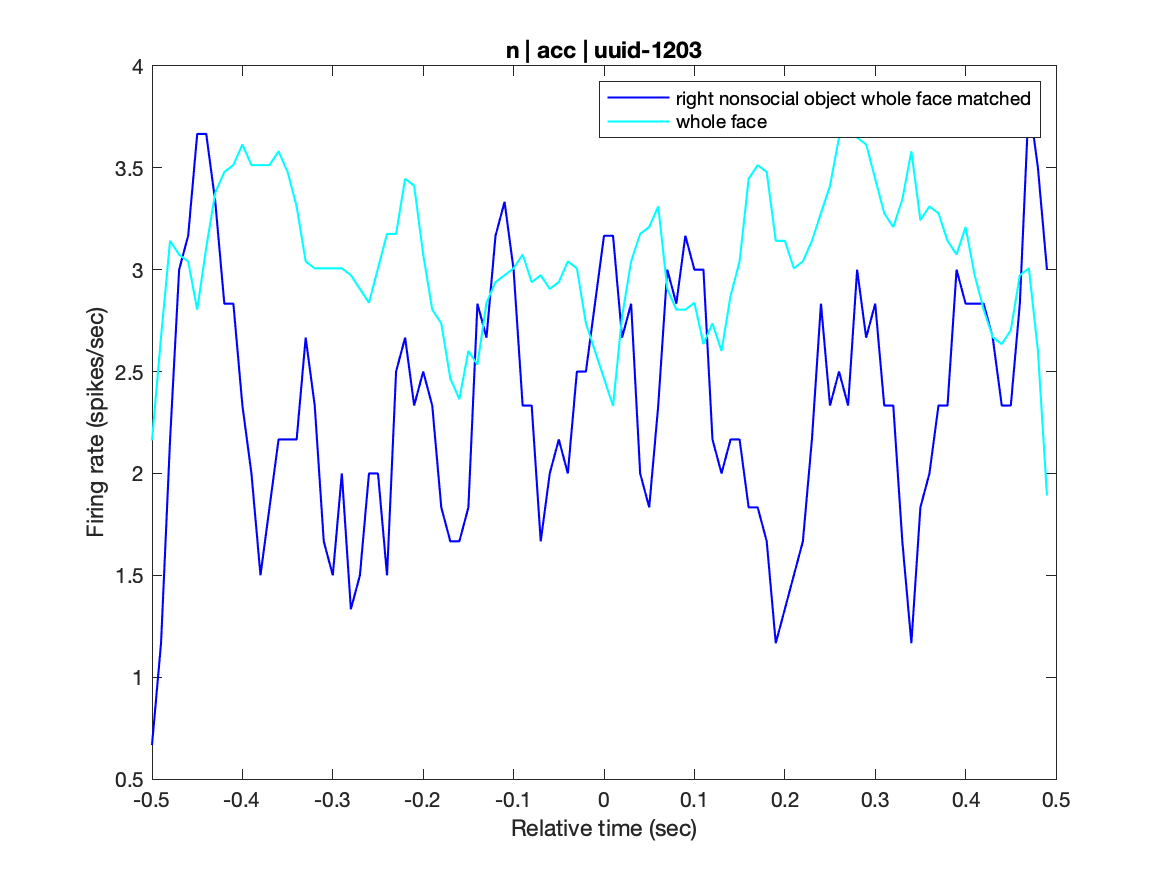 n | acc | uuid-1203
right nonsocial object whole face matched
whole face
Firing rate (spikes/sec)
4
3.5
3
2.5
2
1.5
1
0.5
-0.5 -0.4 -0.3 -0.2 -0.1 0 0.1 0.2 0.3 0.4 0.5
Relative time (sec)